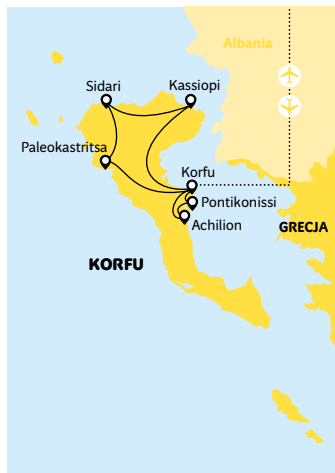 Albania
Sidari
Kassiopi
Paleokastritsa
Korfu
Pontikonissi
Achilion
GRECJA
KORFU